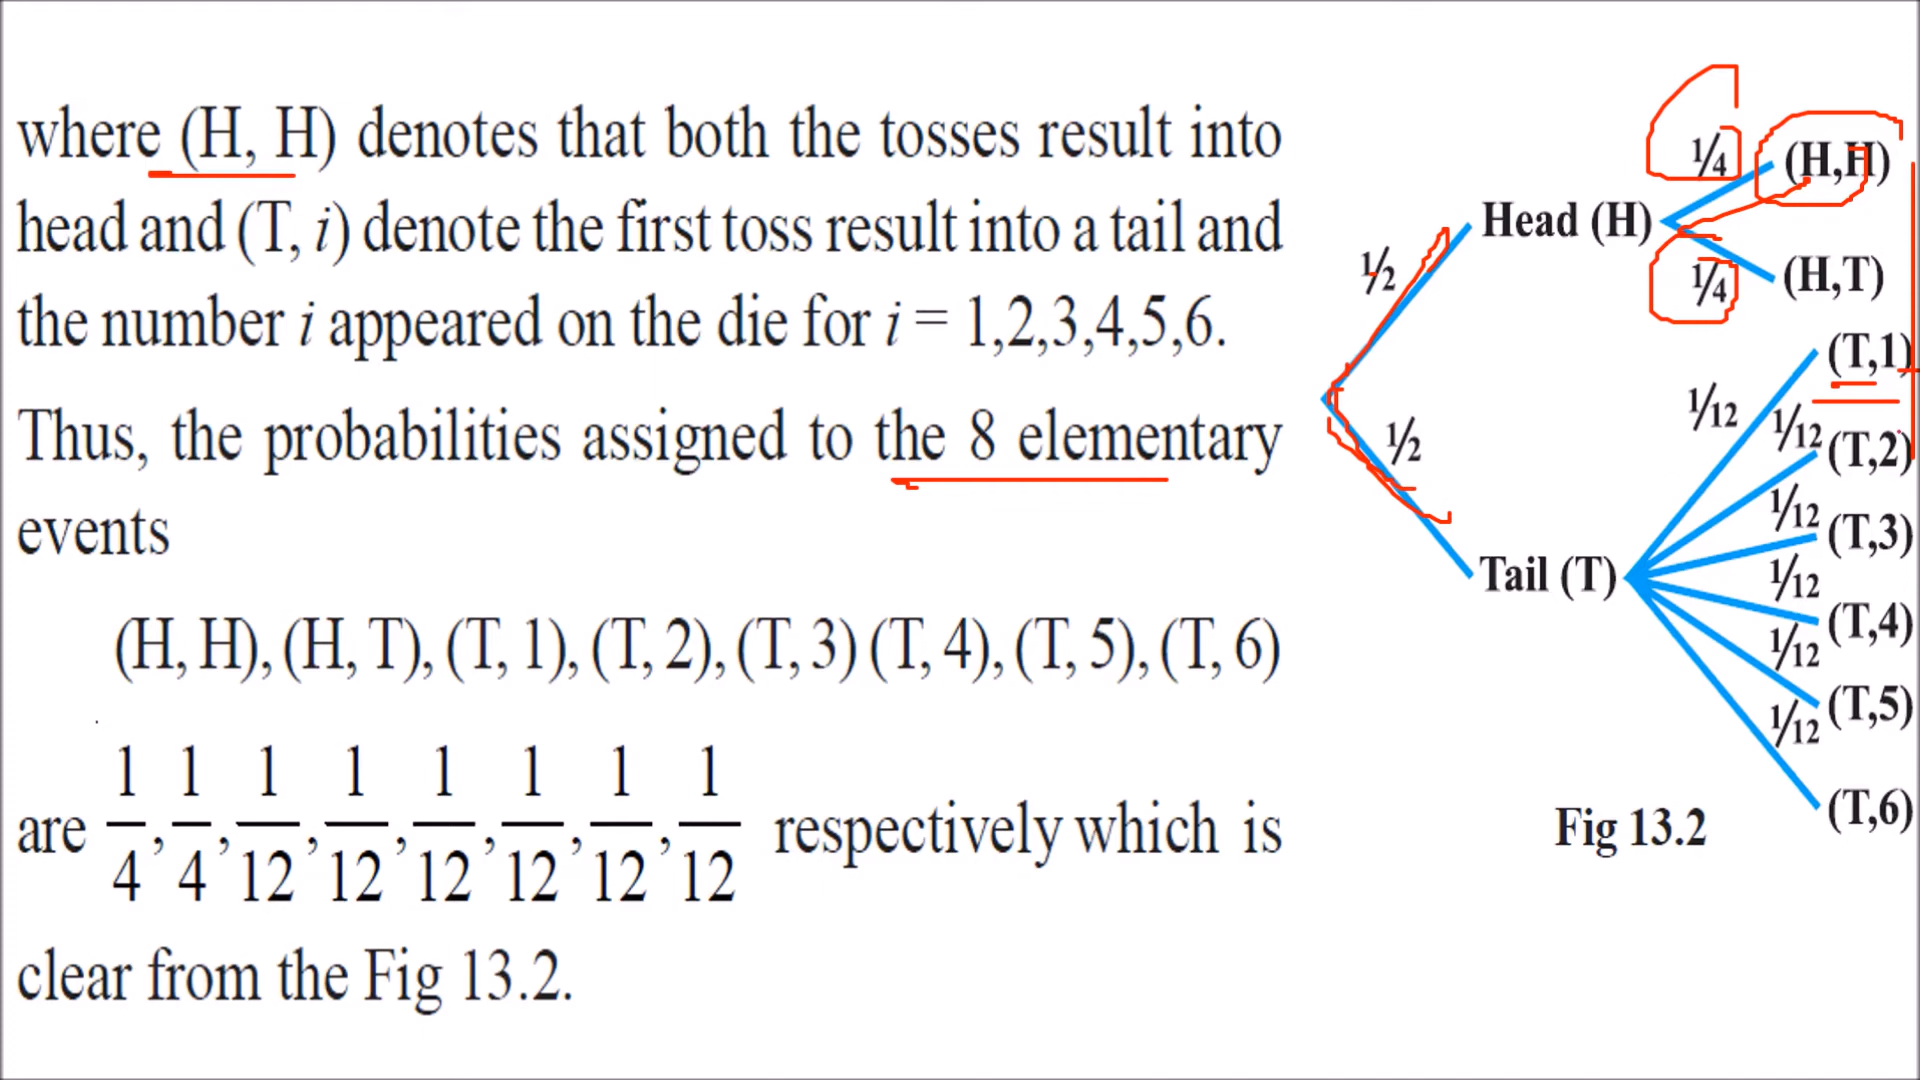 where (H, H) denotes that both the tosses result into
head and (T, i) denote the first toss result into a tail and
the number i appeared on the die for i = 1,2,3,4,5,6.
Thus, the probabilities assigned to the 8 elementary
events
(H, H), (H, T), (T, 1), (T, 2), (T, 3) (T, 4), (T, 5), (T, 6)
are 1/4, 1/4, 1/12, 1/12, 1/12, 1/12, 1/12, 1/12 respectively which is
clear from the Fig 13.2.
1/4 (H,H)
Head (H)
1/2
1/4 (H,T)
(T,1)
1/12
1/12 (T,2)
1/2
1/12 (T,3)
Tail (T)
1/12 (T,4)
1/12 (T,5)
1/12 (T,6)
Fig 13.2